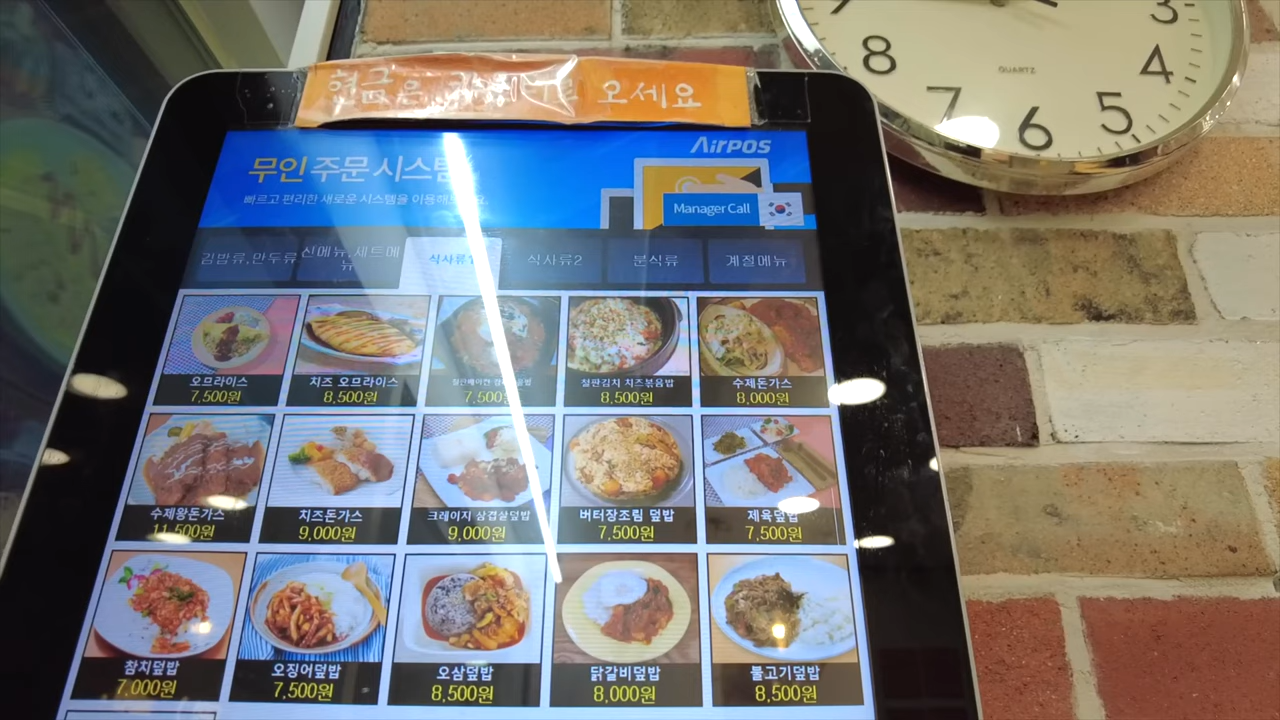 현금은 오세요
AirPOS
무인 주문 시스템
빠르고 편리한 새로운 시스템을 이용해
Manager Call
김밥류,만두류
신메뉴,세트메뉴
식사류1
식사류2
분식류
계절메뉴
오므라이스
7,500원
치즈 오므라이스
8,500원
7,500원
철판김치 치즈볶음밥
8,500원
수제돈가스
8,000원
수제왕돈가스
11,500원
치즈돈가스
9,000원
크레이지 삼겹살덮밥
9,000원
버터장조림 덮밥
7,500원
제육덮밥
7,500원
참치덮밥
7,000원
오징어덮밥
7,500원
오삼덮밥
8,500원
닭갈비덮밥
8,000원
불고기덮밥
8,500원
QUARTZ
3
4
5
6
7
8